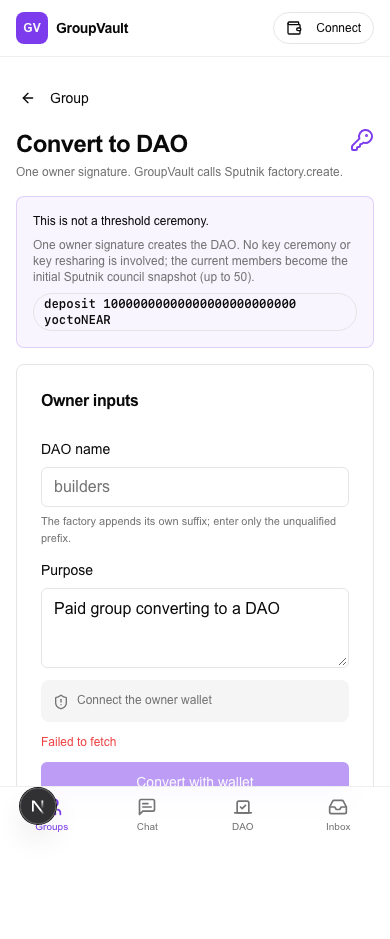 GV GroupVault
Connect
Group
Convert to DAO
One owner signature. GroupVault calls Sputnik factory.create.
This is not a threshold ceremony.
One owner signature creates the DAO. No key ceremony or
key resharing is involved; the current members become the
initial Sputnik council snapshot (up to 50).
deposit 10000000000000000000000000
yoctoNEAR
Owner inputs
DAO name
builders
The factory appends its own suffix; enter only the unqualified
prefix.
Purpose
Paid group converting to a DAO
Connect the owner wallet
Failed to fetch
Convert with wallet
N
Groups
Chat
DAO
Inbox